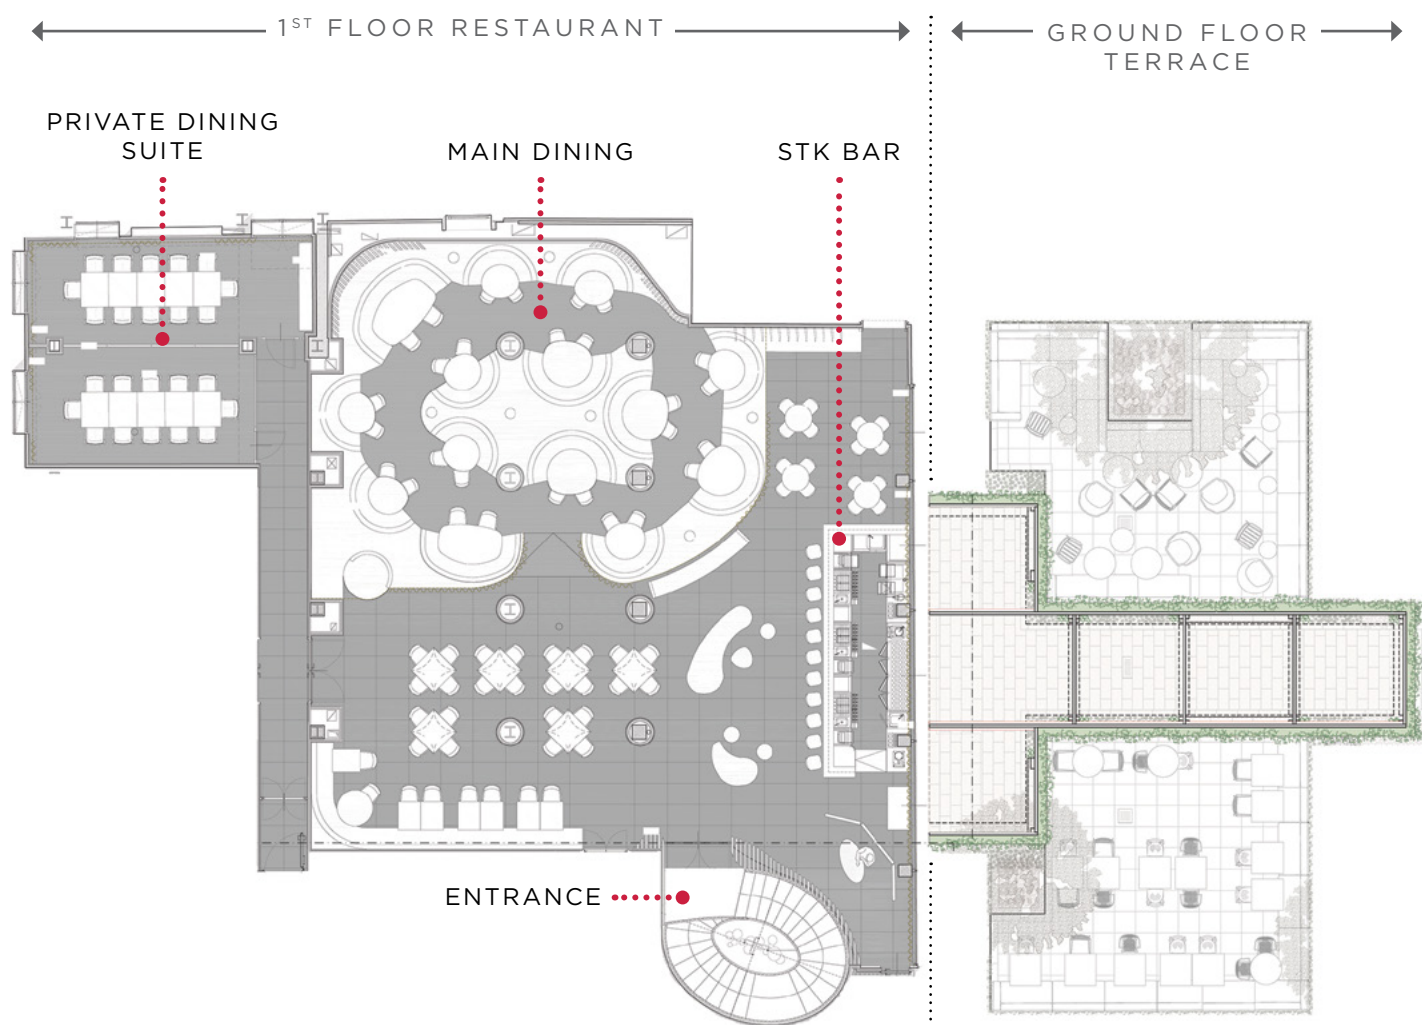 1ST FLOOR RESTAURANT
GROUND FLOOR
TERRACE
PRIVATE DINING
SUITE
MAIN DINING
STK BAR
ENTRANCE